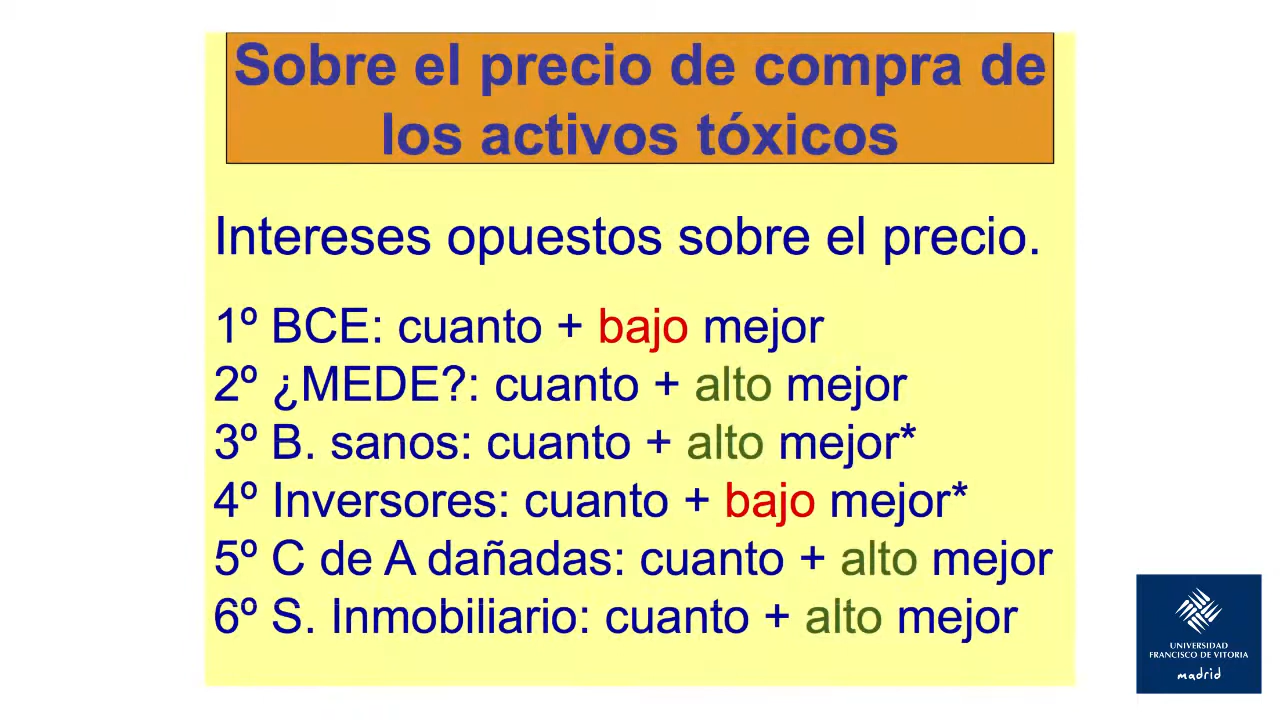 Sobre el precio de compra de
los activos tóxicos
Intereses opuestos sobre el precio.
1º BCE: cuanto + bajo mejor
2º ¿MEDE?: cuanto + alto mejor
3º B. sanos: cuanto + alto mejor*
4º Inversores: cuanto + bajo mejor*
5º C de A dañadas: cuanto + alto mejor
6º S. Inmobiliario: cuanto + alto mejor
UNIVERSIDAD
FRANCISCO DE VITORIA
madrid